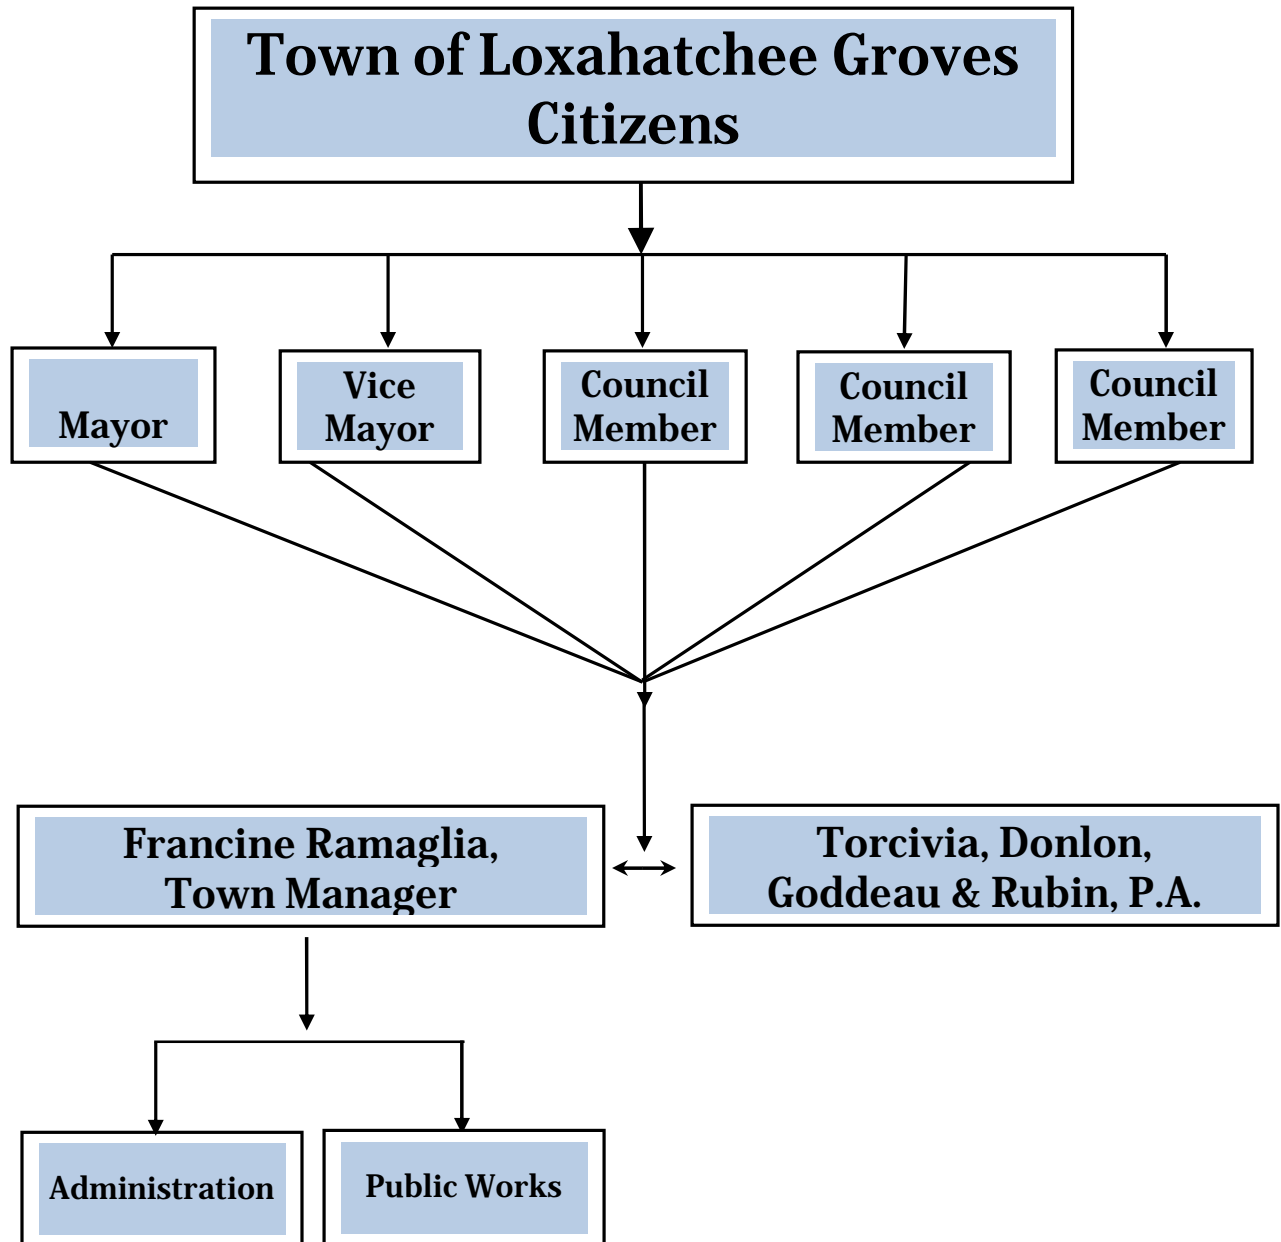 Town of Loxahatchee Groves
Citizens
Mayor
Vice
Mayor
Council
Member
Council
Member
Council
Member
Francine Ramaglia,
Town Manager
Torcivia, Donlon,
Goddeau & Rubin, P.A.
Administration
Public Works